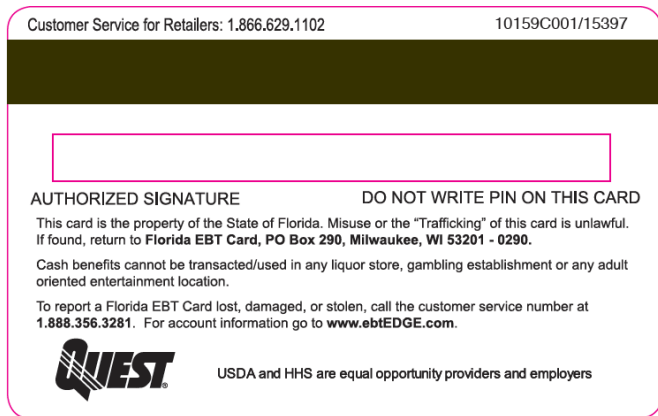 Customer Service for Retailers: 1.866.629.1102 10159C001/15397
AUTHORIZED SIGNATURE DO NOT WRITE PIN ON THIS CARD
This card is the property of the State of Florida. Misuse or the “Trafficking” of this card is unlawful.
If found, return to Florida EBT Card, PO Box 290, Milwaukee, WI 53201 - 0290.
Cash benefits cannot be transacted/used in any liquor store, gambling establishment or any adult
oriented entertainment location.
To report a Florida EBT Card lost, damaged, or stolen, call the customer service number at
1.888.356.3281. For account information go to www.ebtEDGE.com.
QUEST®
USDA and HHS are equal opportunity providers and employers